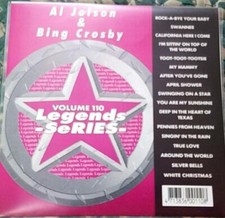 Al Jolson
&
Bing Crosby
VOLUME 110
Legends
-SeRIES-
ROCK-A-BYE YOUR BABY
SWANNEE
CALIFORNIA HERE I COME
I'M SITTIN' ON TOP OF THE WORLD
TOOT-TOOT-TOOTSIE
MY MAMMY
AFTER YOU'VE GONE
APRIL SHOWER
SWINGING ON A STAR
YOU ARE MY SUNSHINE
DEEP IN THE HEART OF TEXAS
PENNIES FROM HEAVEN
SINGIN' IN THE RAIN
TRUE LOVE
AROUND THE WORLD
SILVER BELLS
WHITE CHRISTMAS